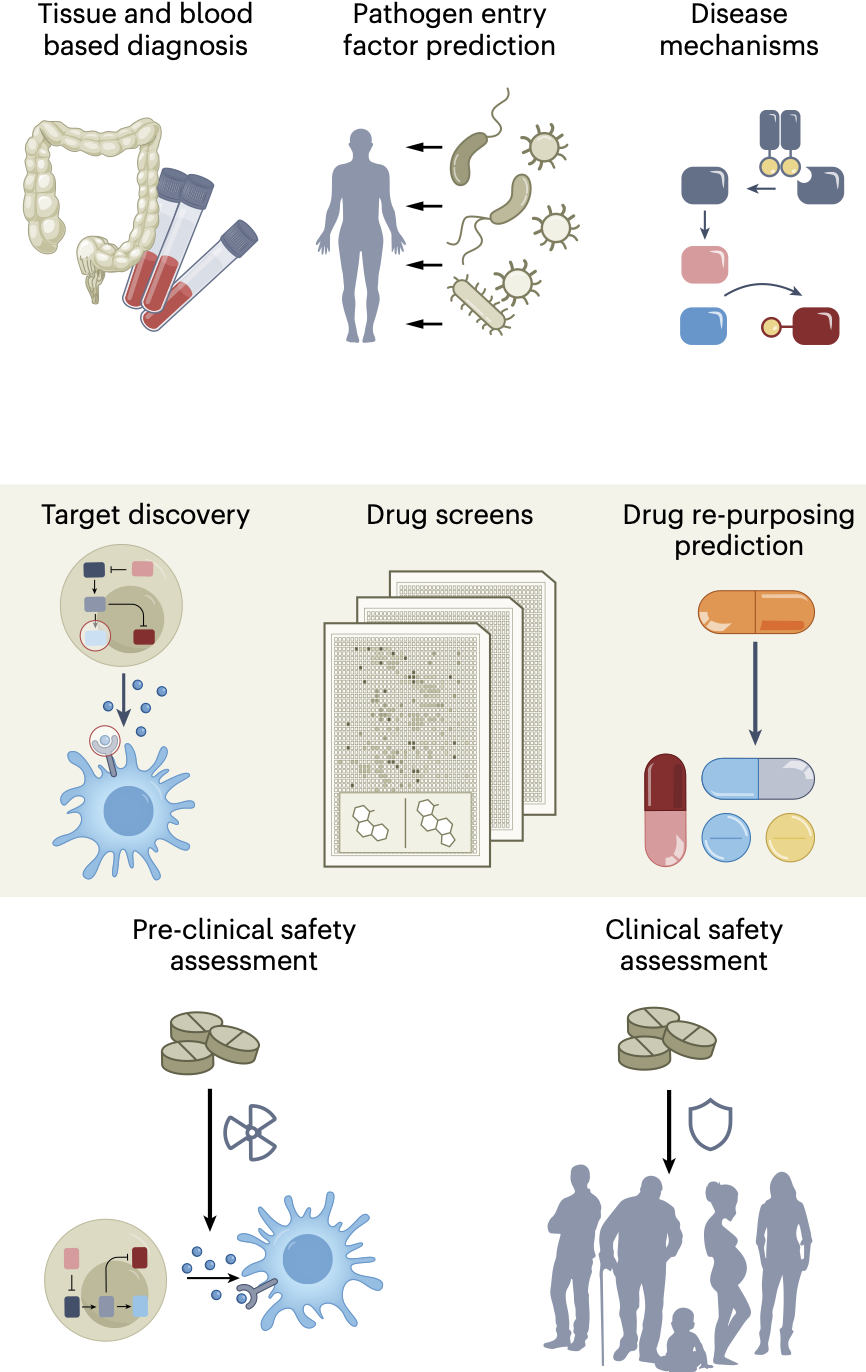 Tissue and blood
based diagnosis
Pathogen entry
factor prediction
Disease
mechanisms
Target discovery
Drug screens
Drug re-purposing
prediction
Pre-clinical safety
assessment
Clinical safety
assessment